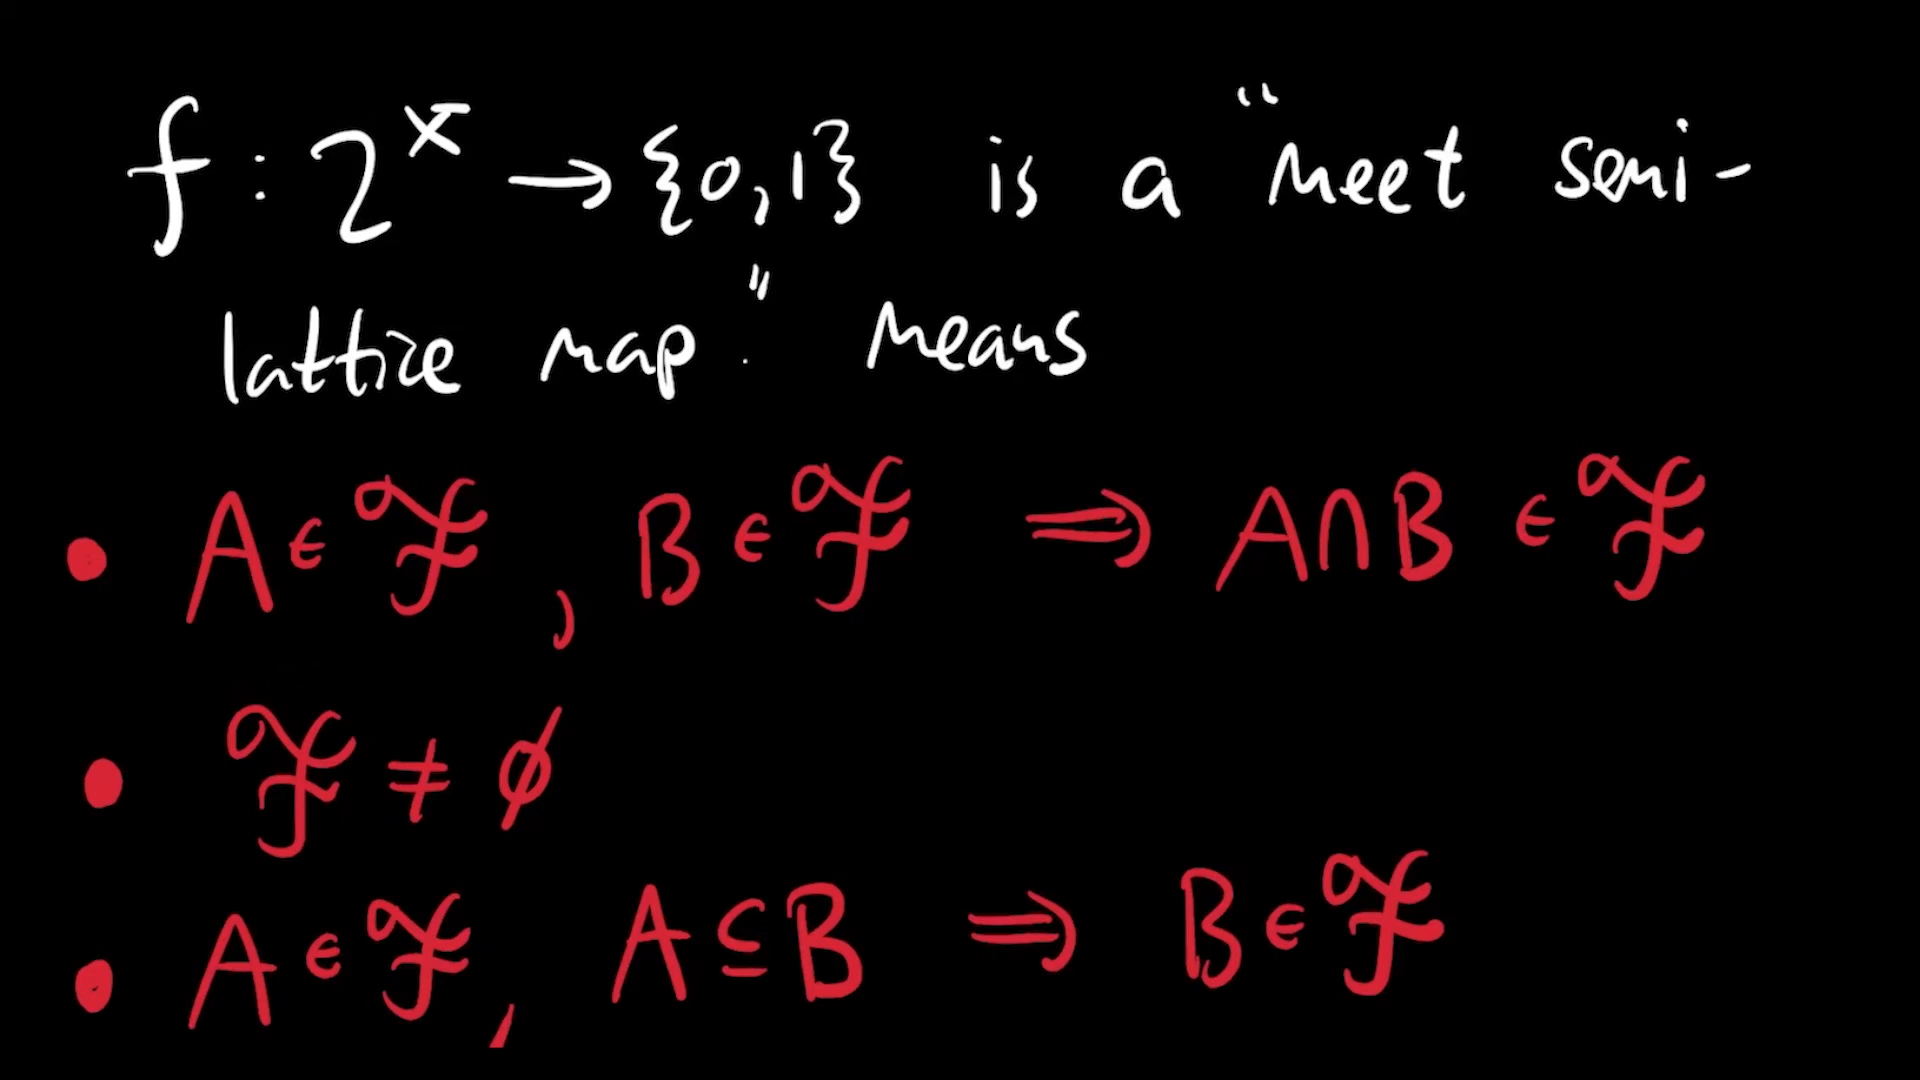 f : 2^X → {0,1} is a “meet semi-
lattice map.” means
• A ∈ ℱ, B ∈ ℱ ⇒ A∩B ∈ ℱ
• ℱ ≠ ∅
• A ∈ ℱ, A ⊆ B ⇒ B ∈ ℱ